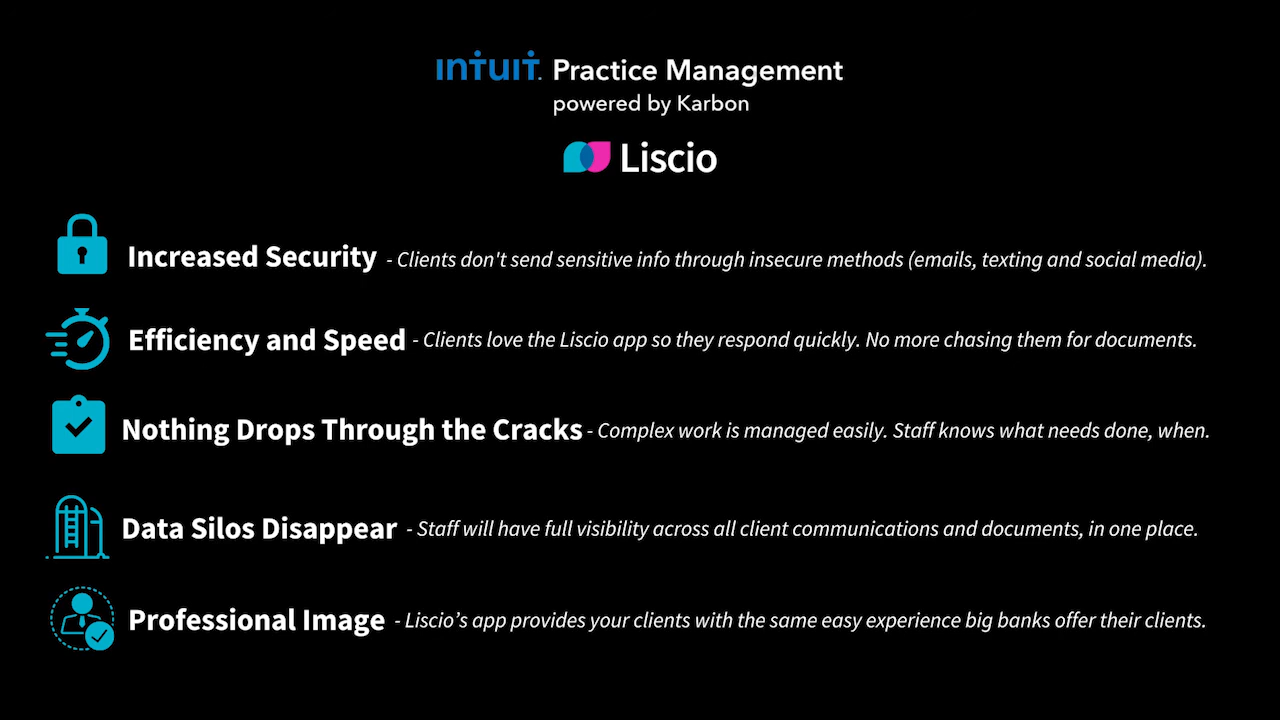 ıntuıt. Practice Management
powered by Karbon
Liscio
Increased Security - Clients don't send sensitive info through insecure methods (emails, texting and social media).
Efficiency and Speed - Clients love the Liscio app so they respond quickly. No more chasing them for documents.
Nothing Drops Through the Cracks - Complex work is managed easily. Staff knows what needs done, when.
Data Silos Disappear - Staff will have full visibility across all client communications and documents, in one place.
Professional Image - Liscio’s app provides your clients with the same easy experience big banks offer their clients.